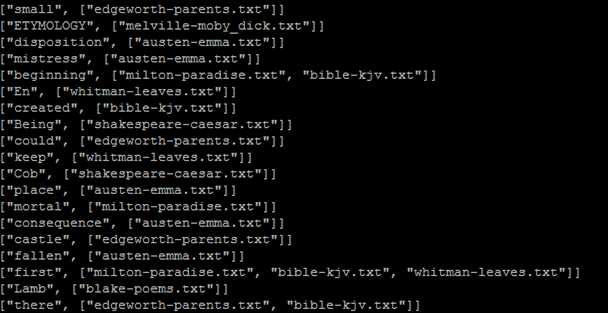 ["small", ["edgeworth-parents.txt"]]
["ETYMOLOGY", ["melville-moby_dick.txt"]]
["disposition", ["austen-emma.txt"]]
["mistress", ["austen-emma.txt"]]
["beginning", ["milton-paradise.txt", "bible-kjv.txt"]]
["En", ["whitman-leaves.txt"]]
["created", ["bible-kjv.txt"]]
["Being", ["shakespeare-caesar.txt"]]
["could", ["edgeworth-parents.txt"]]
["keep", ["whitman-leaves.txt"]]
["Cob", ["shakespeare-caesar.txt"]]
["place", ["austen-emma.txt"]]
["mortal", ["milton-paradise.txt"]]
["consequence", ["austen-emma.txt"]]
["castle", ["edgeworth-parents.txt"]]
["fallen", ["austen-emma.txt"]]
["first", ["milton-paradise.txt", "bible-kjv.txt", "whitman-leaves.txt"]]
["Lamb", ["blake-poems.txt"]]
["there", ["edgeworth-parents.txt", "bible-kjv.txt"]]